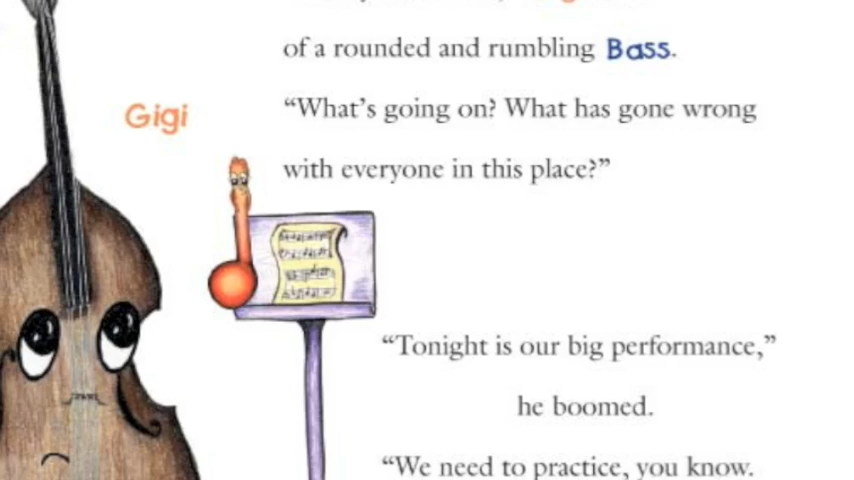 of a rounded and rumbling Bass.
Gigi
“What’s going on? What has gone wrong
with everyone in this place?”
“Tonight is our big performance,”
he boomed.
“We need to practice, you know.